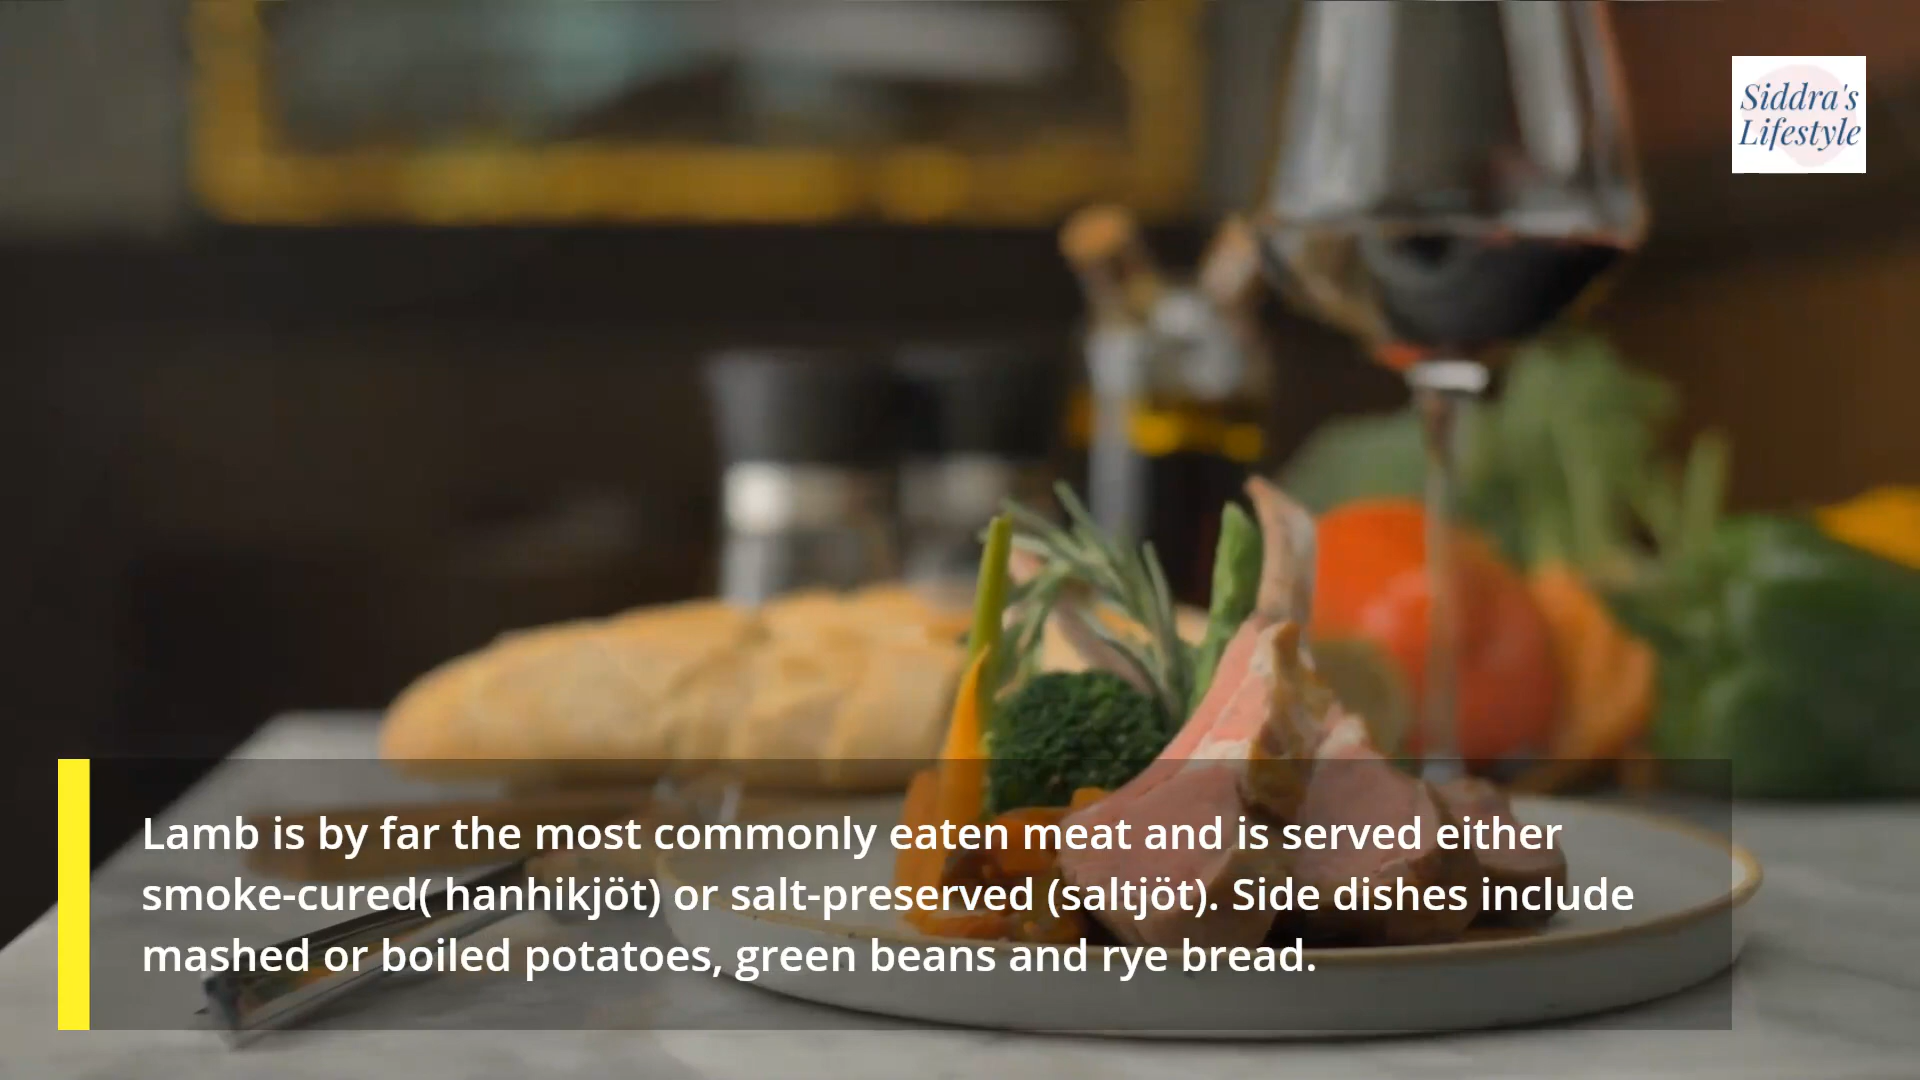 Siddra's
Lifestyle
Lamb is by far the most commonly eaten meat and is served either
smoke-cured( hanhikjöt) or salt-preserved (saltjöt). Side dishes include
mashed or boiled potatoes, green beans and rye bread.